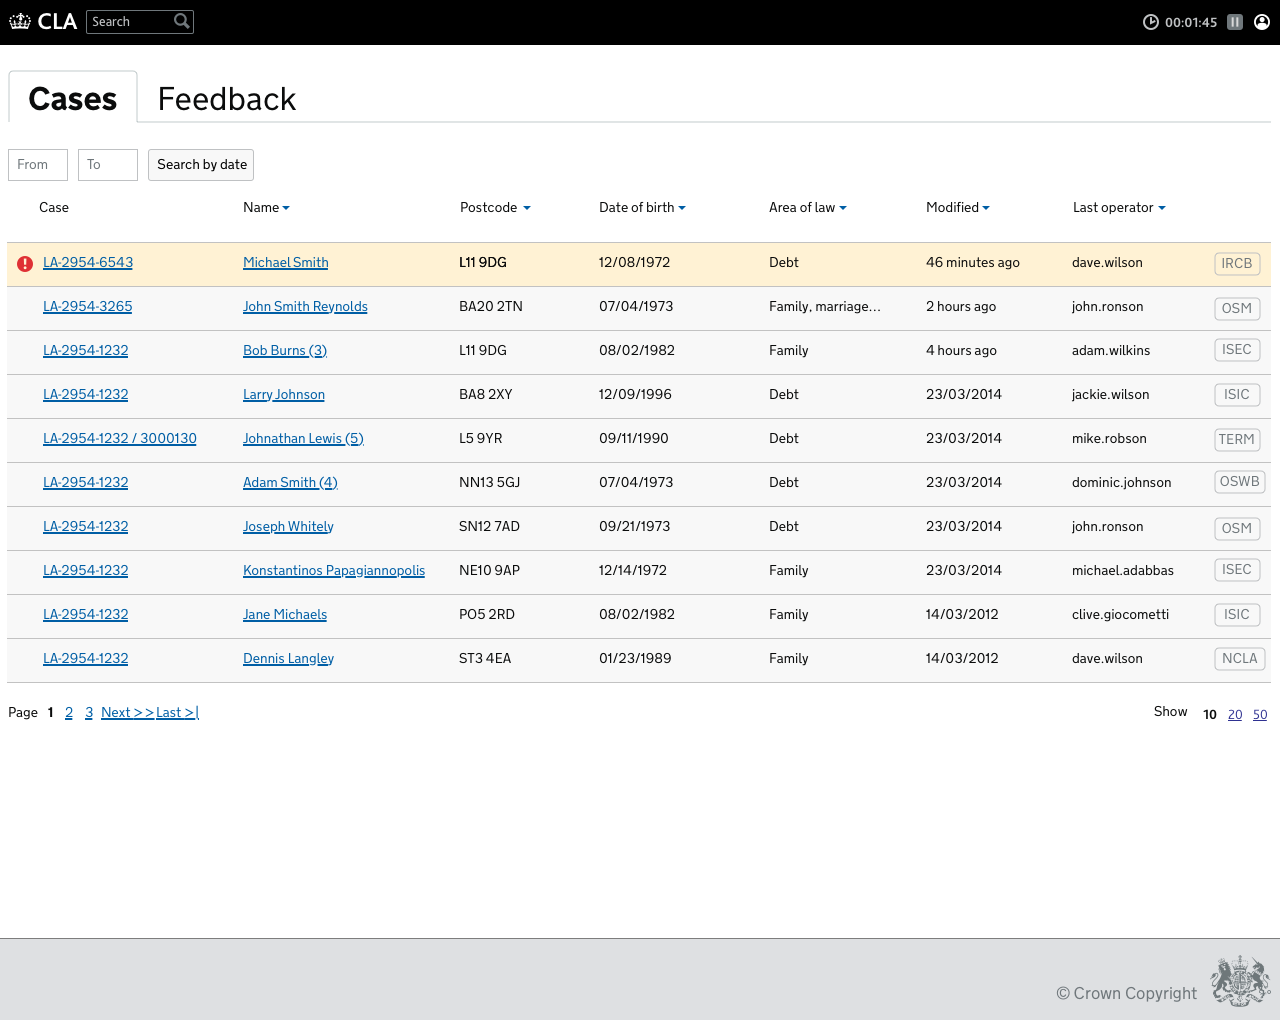 CLA Search 00:01:45
Cases Feedback
From To Search by date
Case Name Postcode Date of birth Area of law Modified Last operator
LA-2954-6543 Michael Smith L11 9DG 12/08/1972 Debt 46 minutes ago dave.wilson IRCB
LA-2954-3265 John Smith Reynolds BA20 2TN 07/04/1973 Family, marriage... 2 hours ago john.ronson OSM
LA-2954-1232 Bob Burns (3) L11 9DG 08/02/1982 Family 4 hours ago adam.wilkins ISEC
LA-2954-1232 Larry Johnson BA8 2XY 12/09/1996 Debt 23/03/2014 jackie.wilson ISIC
LA-2954-1232 / 3000130 Johnathan Lewis (5) L5 9YR 09/11/1990 Debt 23/03/2014 mike.robson TERM
LA-2954-1232 Adam Smith (4) NN13 5GJ 07/04/1973 Debt 23/03/2014 dominic.johnson OSWB
LA-2954-1232 Joseph Whitely SN12 7AD 09/21/1973 Debt 23/03/2014 john.ronson OSM
LA-2954-1232 Konstantinos Papagiannopolis NE10 9AP 12/14/1972 Family 23/03/2014 michael.adabbas ISEC
LA-2954-1232 Jane Michaels PO5 2RD 08/02/1982 Family 14/03/2012 clive.giocometti ISIC
LA-2954-1232 Dennis Langley ST3 4EA 01/23/1989 Family 14/03/2012 dave.wilson NCLA
Page 1 2 3 Next >> Last >| Show 10 20 50
© Crown Copyright